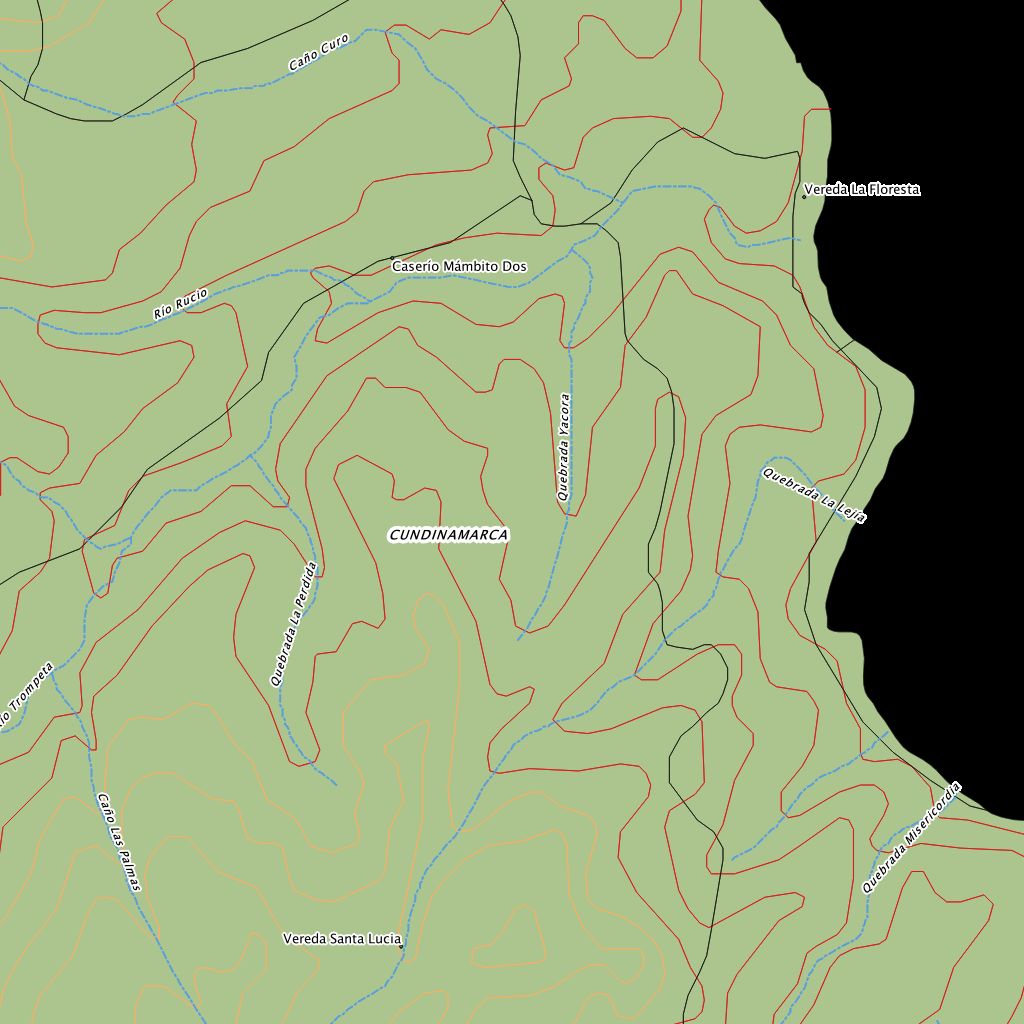 Caño Curo
Vereda La Floresta
Caserío Mámbito Dos
Río Rucio
Quebrada Yacora
Quebrada La Lejía
CUNDINAMARCA
Quebrada La Perdida
Trompeta
Caño Las Palmas
Quebrada Misericordia
Vereda Santa Lucia